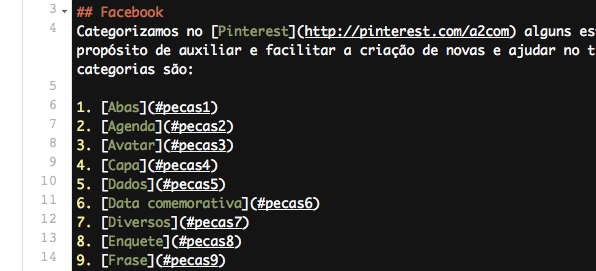 3 ## Facebook
4 Categorizamos no [Pinterest](http://pinterest.com/a2com) alguns
propósito de auxiliar e facilitar a criação de novas e ajudar no
categorias são:
5
6 1. [Abas](#pecas1)
7 2. [Agenda](#pecas2)
8 3. [Avatar](#pecas3)
9 4. [Capa](#pecas4)
10 5. [Dados](#pecas5)
11 6. [Data comemorativa](#pecas6)
12 7. [Diversos](#pecas7)
13 8. [Enquete](#pecas8)
14 9. [Frase](#pecas9)